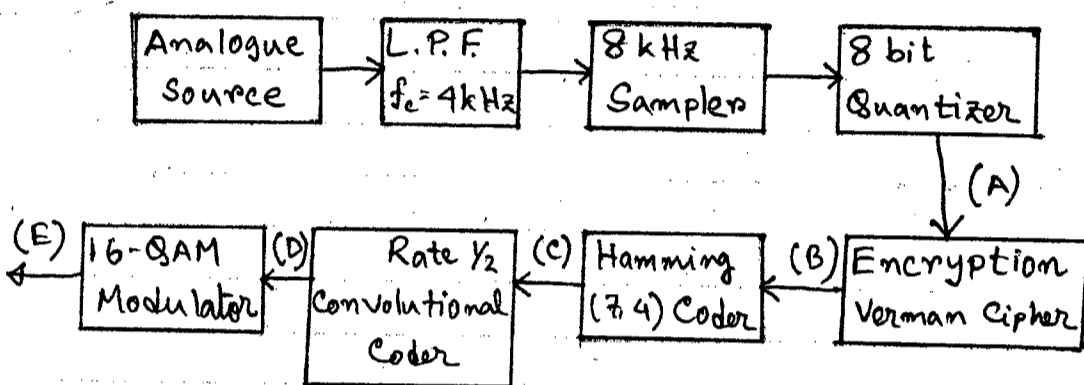 Analogue
Source
L.P.F.
fc = 4kHz
8 kHz
Sampler
8 bit
Quantizer
(A)
Encryption
Verman Cipher
(B)
Hamming
(7,4) Coder
(C)
Rate 1/2
Convolutional
Coder
(D)
16-QAM
Modulator
(E)